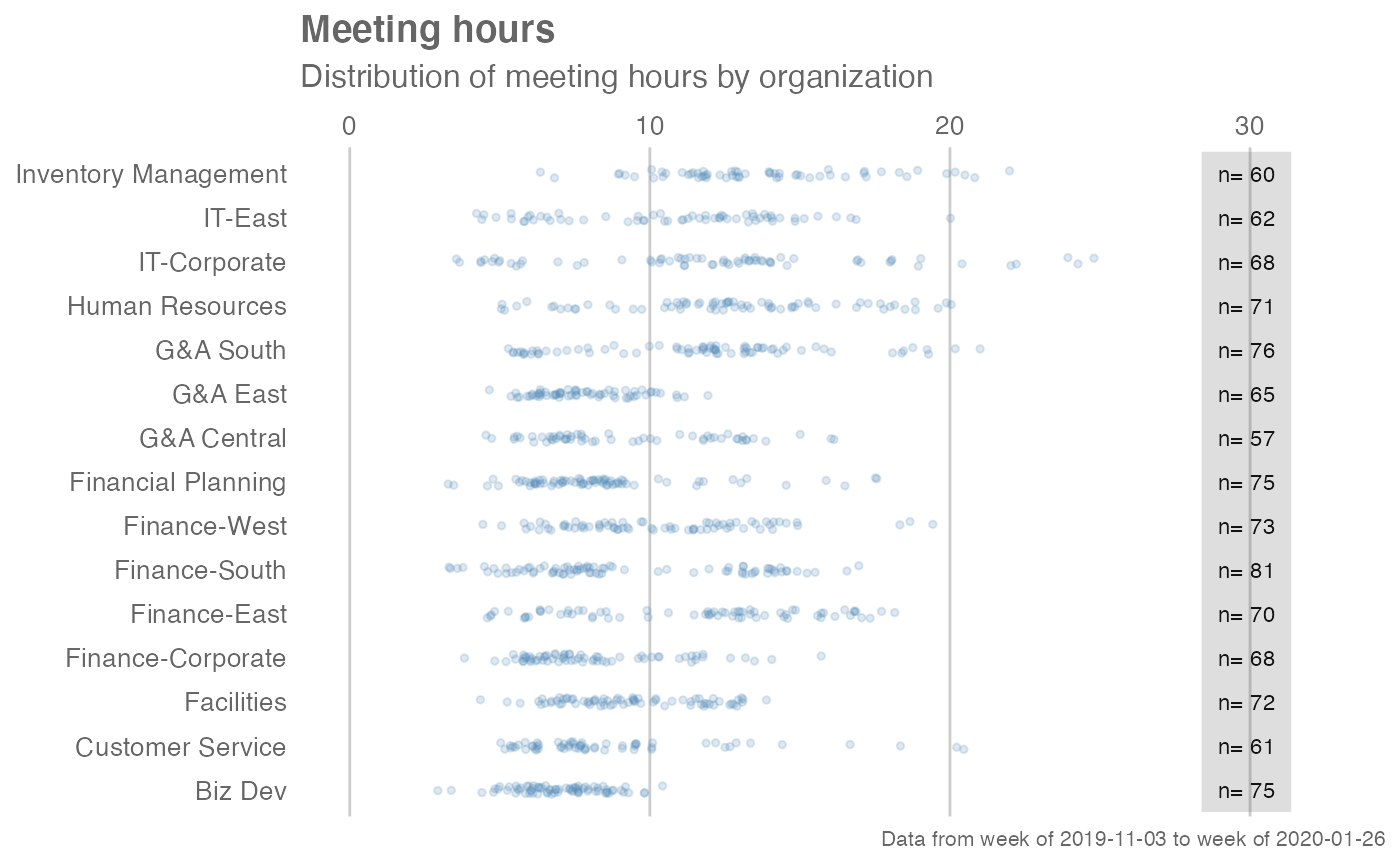 Meeting hours
Distribution of meeting hours by organization
0 10 20 30
Inventory Management n= 60
IT-East n= 62
IT-Corporate n= 68
Human Resources n= 71
G&A South n= 76
G&A East n= 65
G&A Central n= 57
Financial Planning n= 75
Finance-West n= 73
Finance-South n= 81
Finance-East n= 70
Finance-Corporate n= 68
Facilities n= 72
Customer Service n= 61
Biz Dev n= 75
Data from week of 2019-11-03 to week of 2020-01-26